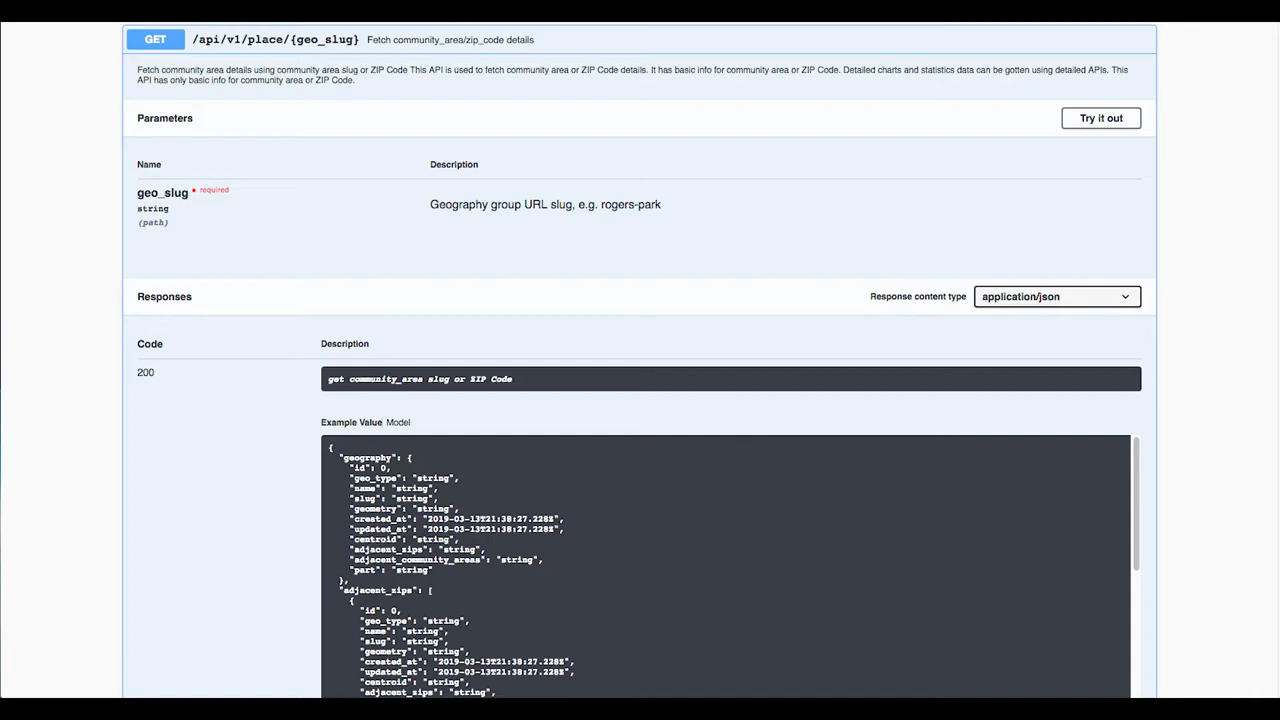 GET /api/v1/place/{geo_slug} Fetch community_area/zip_code details
Fetch community area details using community area slug or ZIP Code This API is used to fetch community area or ZIP Code details. It has basic info for community area or ZIP Code. Detailed charts and statistics data can be gotten using detailed APIs. This
API has only basic info for community area or ZIP Code.
Parameters Try it out
Name Description
geo_slug * required
string
(path)
Geography group URL slug, e.g. rogers-park
Responses Response content type application/json
Code Description
200 get community_area slug or ZIP Code
Example Value Model
{
"geography": {
"id": 0,
"geo_type": "string",
"name": "string",
"slug": "string",
"geometry": "string",
"created_at": "2019-03-13T21:38:27.228Z",
"updated_at": "2019-03-13T21:38:27.228Z",
"centroid": "string",
"adjacent_zips": "string",
"adjacent_community_areas": "string",
"part": "string"
},
"adjacent_zips": [
{
"id": 0,
"geo_type": "string",
"name": "string",
"slug": "string",
"geometry": "string",
"created_at": "2019-03-13T21:38:27.228Z",
"updated_at": "2019-03-13T21:38:27.228Z",
"centroid": "string",
"adjacent_zips": "string",